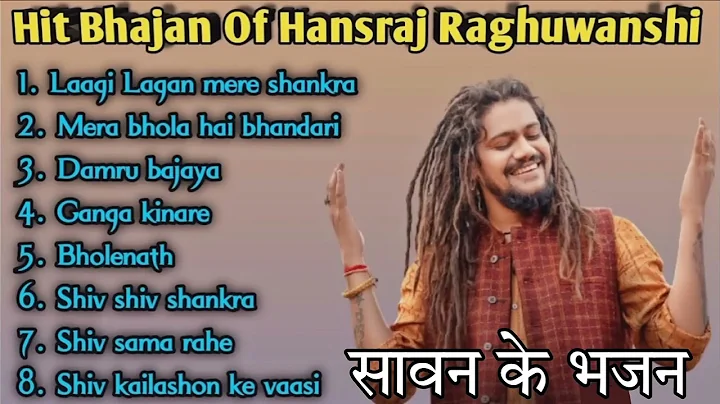 Hit Bhajan Of Hansraj Raghuwanshi
1. Laagi Lagan mere shankra
2. Mera bhola hai bhandari
3. Damru bajaya
4. Ganga kinare
5. Bholenath
6. Shiv shiv shankra
7. Shiv sama rahe
8. Shiv kailashon ke vaasi
सावन के भजन